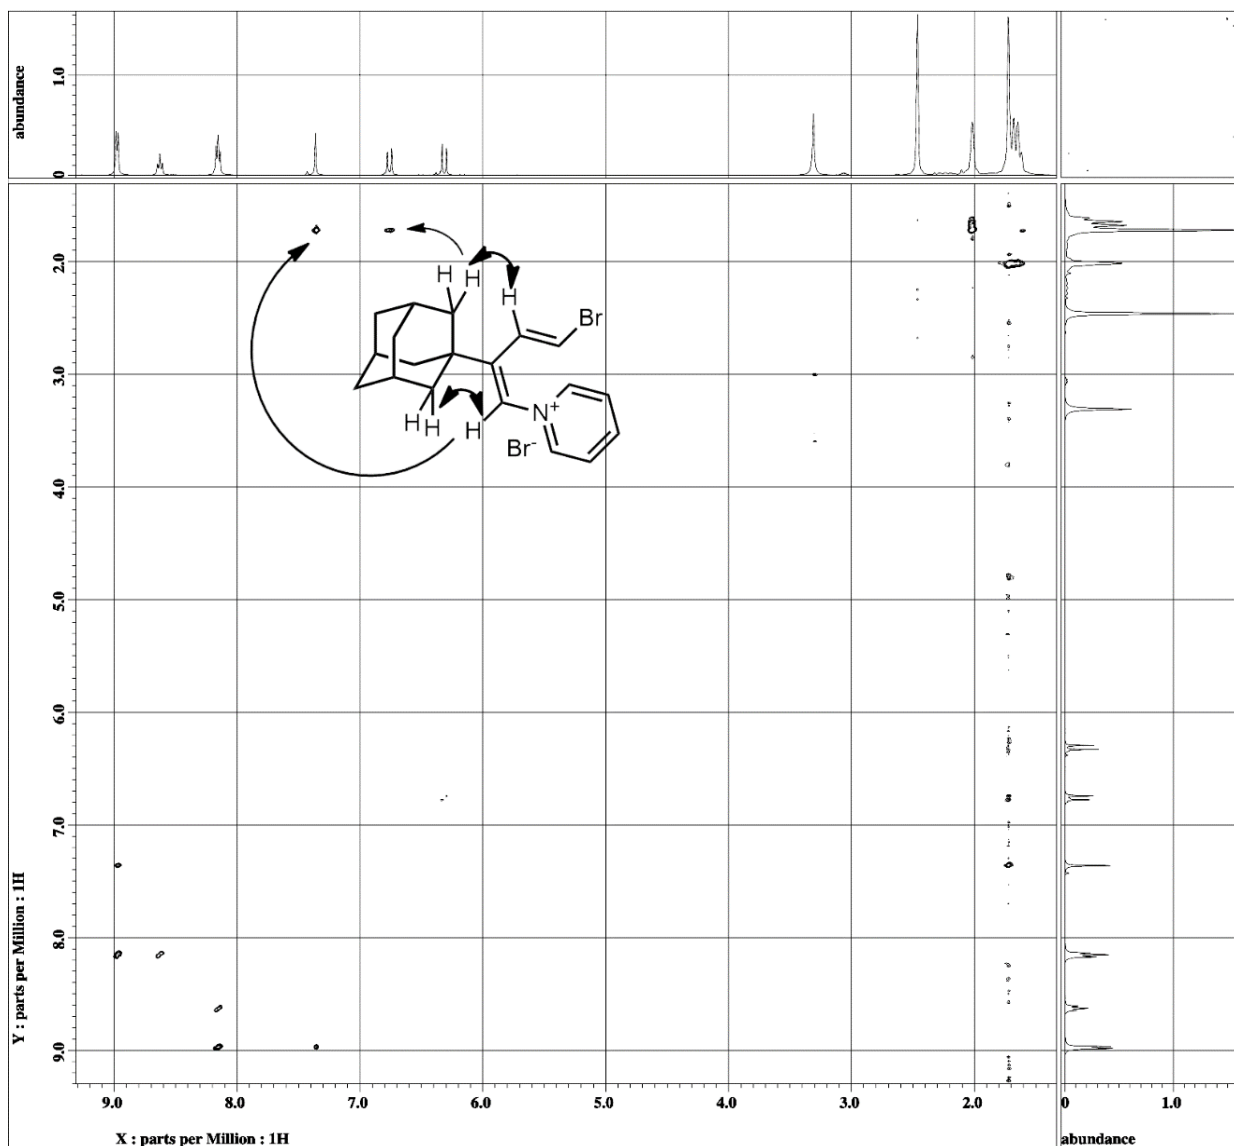 abundance
1.0
0
2.0
3.0
4.0
5.0
6.0
7.0
8.0
9.0
Y : parts per Million : 1H
H
H
H
Br
H
H
H
N+
Br-
9.0 8.0 7.0 6.0 5.0 4.0 3.0 2.0
X : parts per Million : 1H
0 1.0
abundance